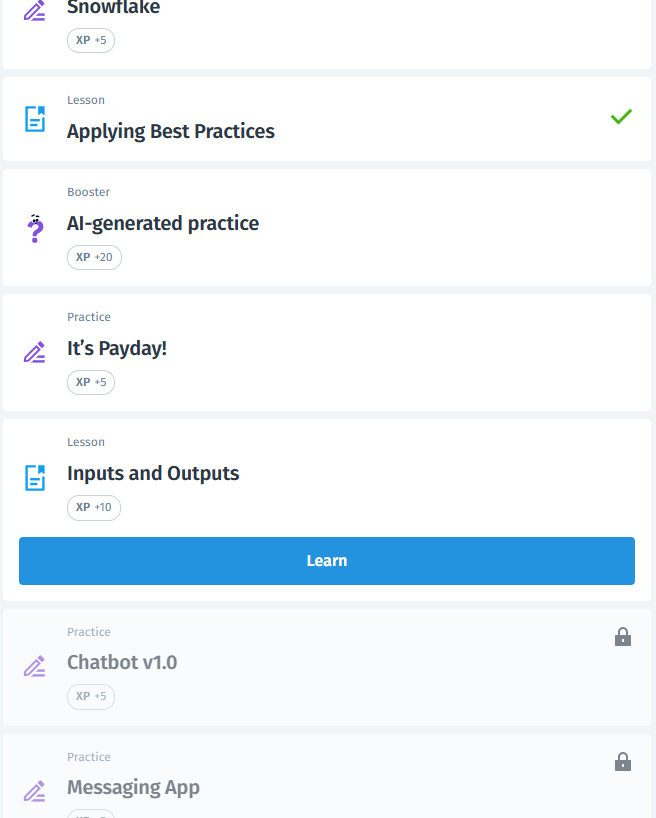 Snowflake
XP +5
Lesson
Applying Best Practices
Booster
AI-generated practice
XP +20
Practice
It’s Payday!
XP +5
Lesson
Inputs and Outputs
XP +10
Learn
Practice
Chatbot v1.0
XP +5
Practice
Messaging App